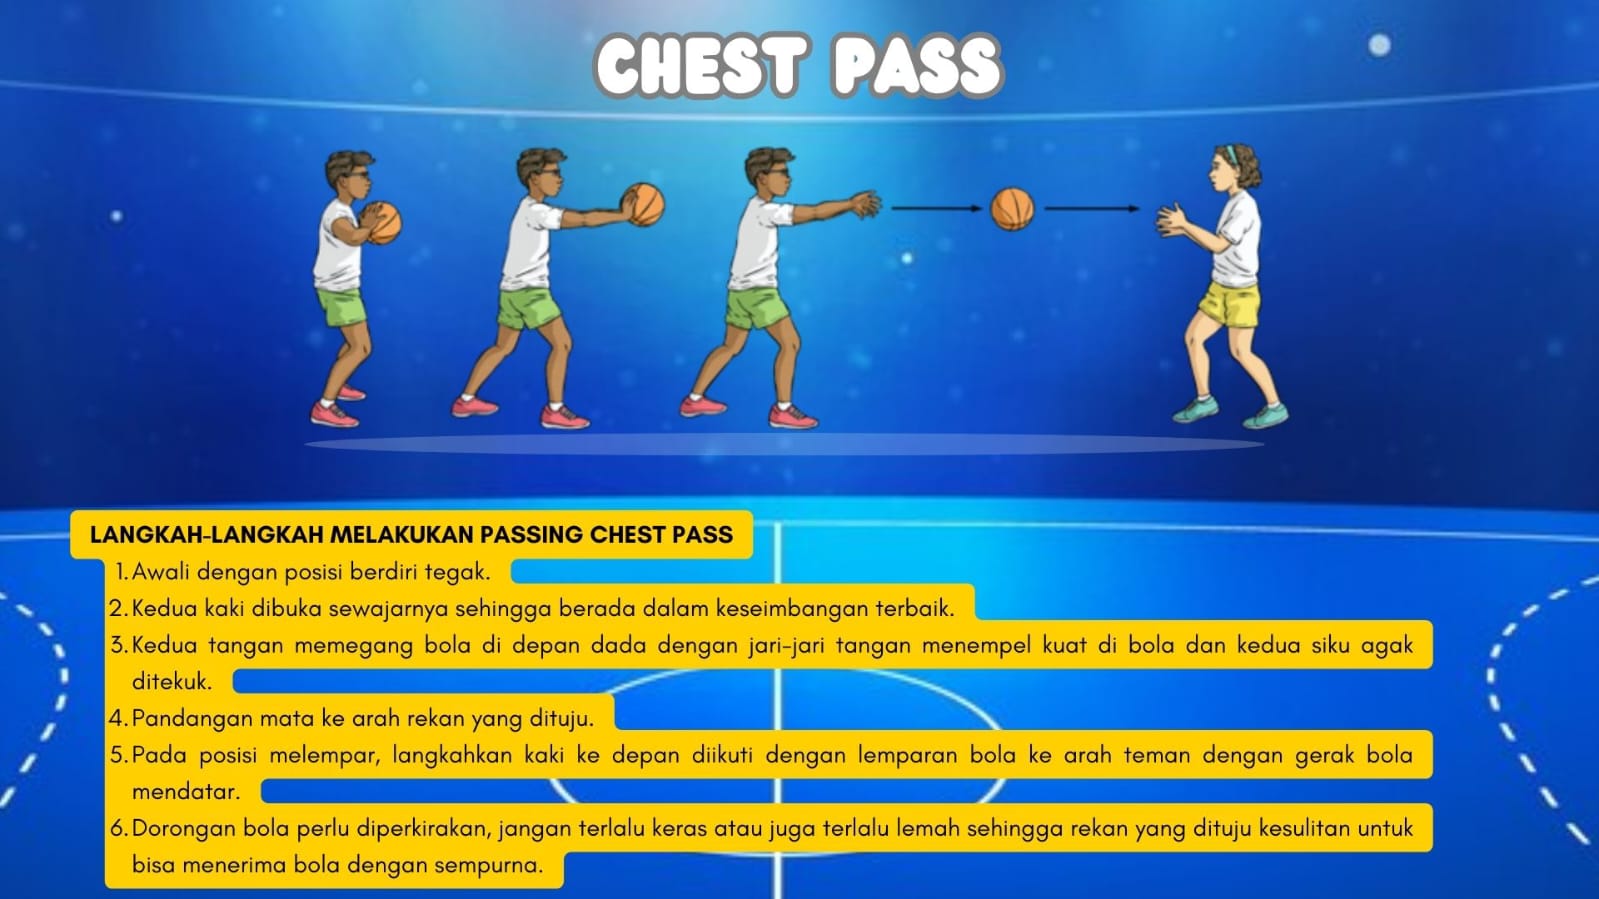 CHEST PASS
LANGKAH-LANGKAH MELAKUKAN PASSING CHEST PASS
1. Awali dengan posisi berdiri tegak.
2. Kedua kaki dibuka sewajarnya sehingga berada dalam keseimbangan terbaik.
3. Kedua tangan memegang bola di depan dada dengan jari-jari tangan menempel kuat di bola dan kedua siku agak
ditekuk.
4. Pandangan mata ke arah rekan yang dituju.
5. Pada posisi melempar, langkahkan kaki ke depan diikuti dengan lemparan bola ke arah teman dengan gerak bola
mendatar.
6. Dorongan bola perlu diperkirakan, jangan terlalu keras atau juga terlalu lemah sehingga rekan yang dituju kesulitan untuk
bisa menerima bola dengan sempurna.